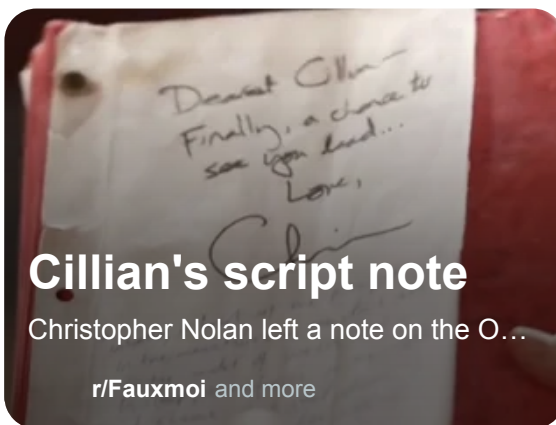 Dearest Cillian—
Finally, a chance to
see you lead...
Love,
Chris
Cillian's script note
Christopher Nolan left a note on the O…
r/Fauxmoi and more